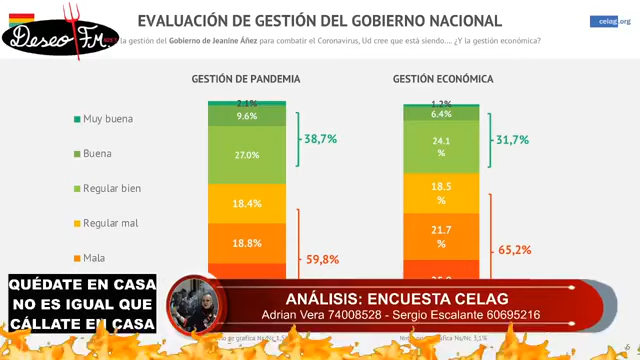 EVALUACIÓN DE GESTIÓN DEL GOBIERNO NACIONAL
celag.org
Deseo F.M.
la gestión del Gobierno de Jeanine Áñez para combatir el Coronavirus, Ud cree que está siendo.... ¿Y la gestión económica?
GESTIÓN DE PANDEMIA
GESTIÓN ECONÓMICA
Muy buena
Buena
Regular bien
Regular mal
Mala
2.1%
9.6%
27.0%
18.4%
18.8%
38,7%
59,8%
1.2%
6.4%
24.1
%
18.5
%
21.7
%
31,7%
65,2%
QUÉDATE EN CASA
NO ES IGUAL QUE
CÁLLATE EN CASA
ANÁLISIS: ENCUESTA CELAG
Adrian Vera 74008528 - Sergio Escalante 60695216